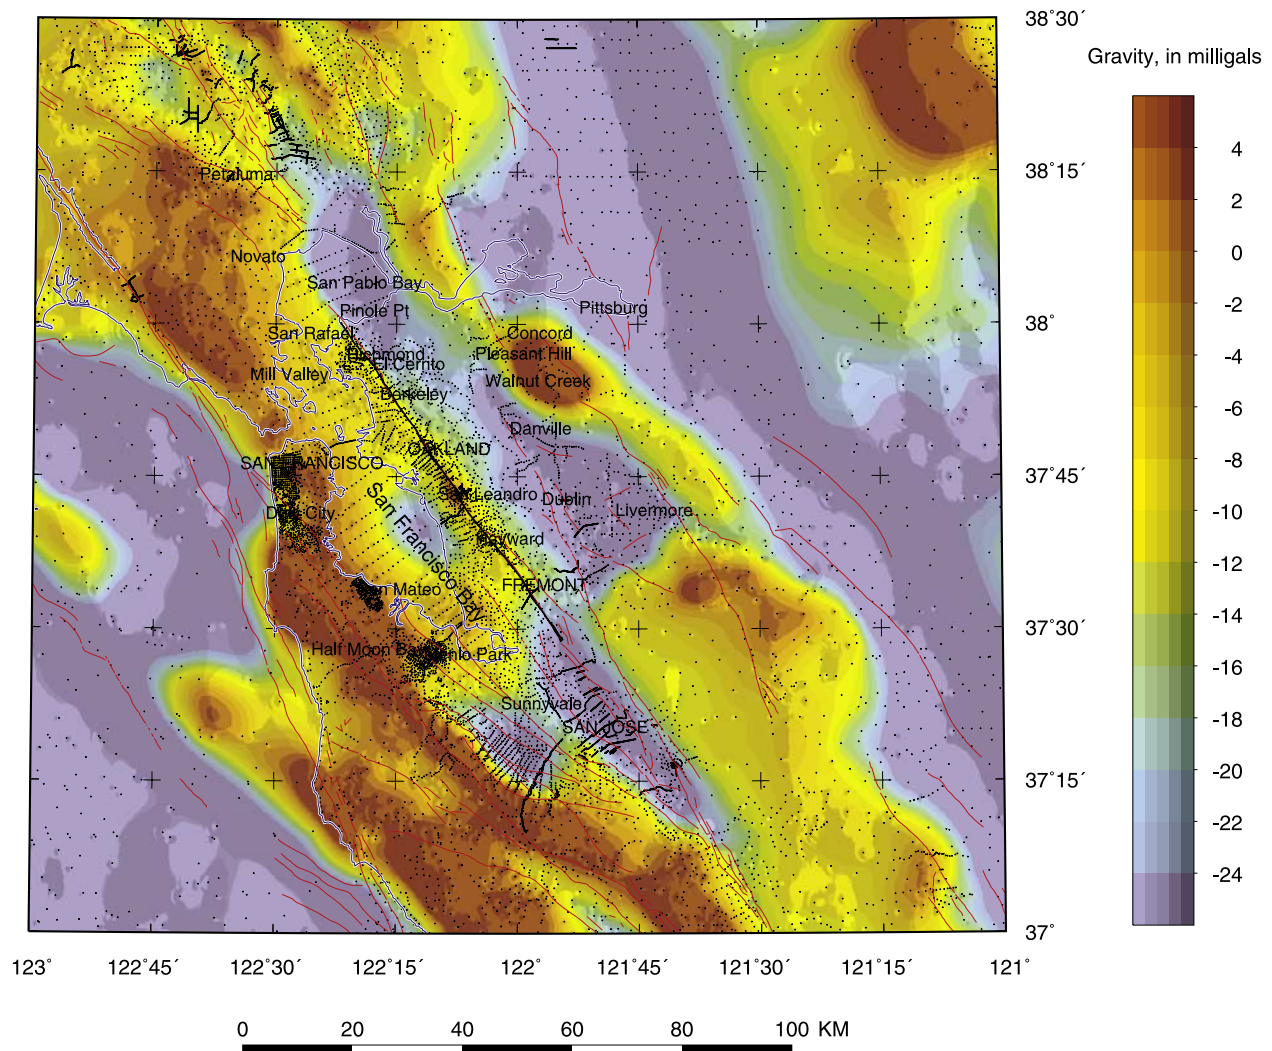 38˚30'
Gravity, in milligals
4
2
0
-2
-4
-6
-8
-10
-12
-14
-16
-18
-20
-22
-24
38˚15'
38˚
37˚45'
37˚30'
37˚15'
37˚
Petaluma
Novato
San Pablo Bay
Pinole Pt
Pittsburg
San Rafael
Concord
Richmond
Pleasant Hill
El Cerrito
Mill Valley
Walnut Creek
Berkeley
Danville
OAKLAND
SAN FRANCISCO
San Leandro
Dublin
Livermore
Daly City
San Francisco Bay
Hayward
San Mateo
FREMONT
Half Moon Bay
Menlo Park
Sunnyvale
SAN JOSE
123˚
122˚45'
122˚30'
122˚15'
122˚
121˚45'
121˚30'
121˚15'
121˚
0
20
40
60
80
100 KM